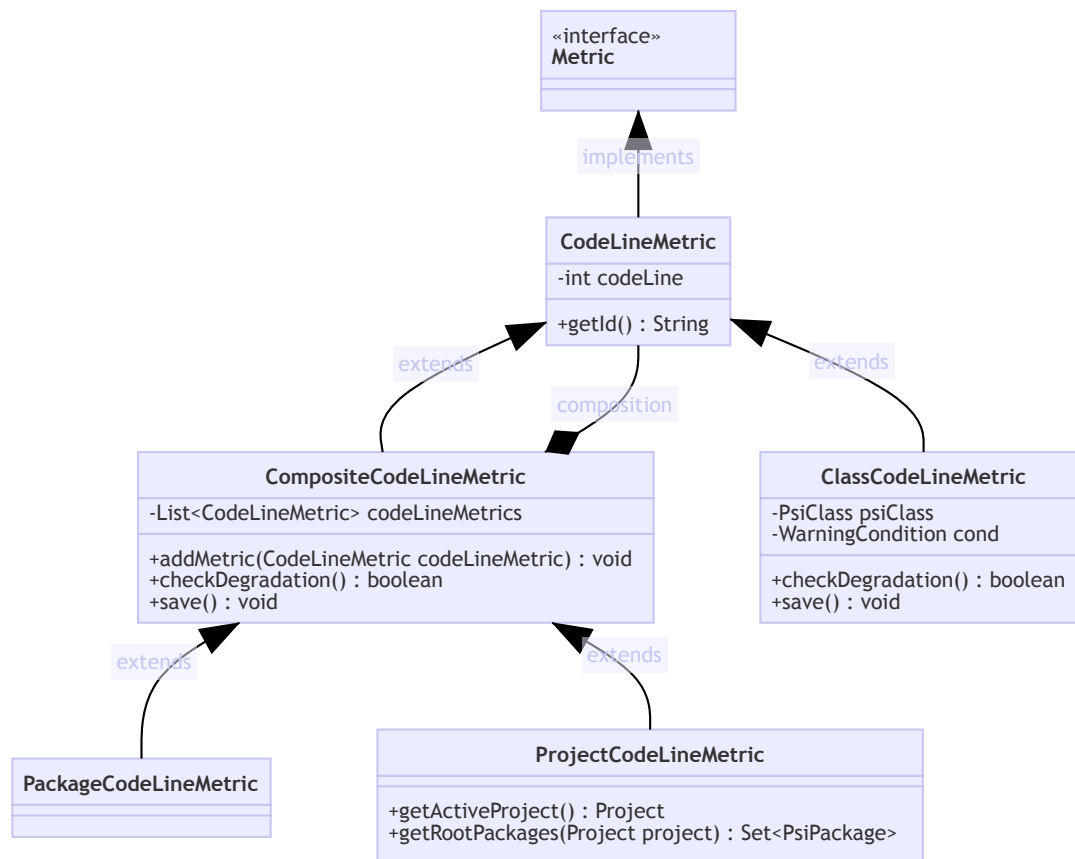 «interface»
Metric
implements
CodeLineMetric
-int codeLine
+getId() : String
extends
extends
composition
CompositeCodeLineMetric
-List<CodeLineMetric> codeLineMetrics
+addMetric(CodeLineMetric codeLineMetric) : void
+checkDegradation() : boolean
+save() : void
ClassCodeLineMetric
-PsiClass psiClass
-WarningCondition cond
+checkDegradation() : boolean
+save() : void
extends
extends
PackageCodeLineMetric
ProjectCodeLineMetric
+getActiveProject() : Project
+getRootPackages(Project project) : Set<PsiPackage>